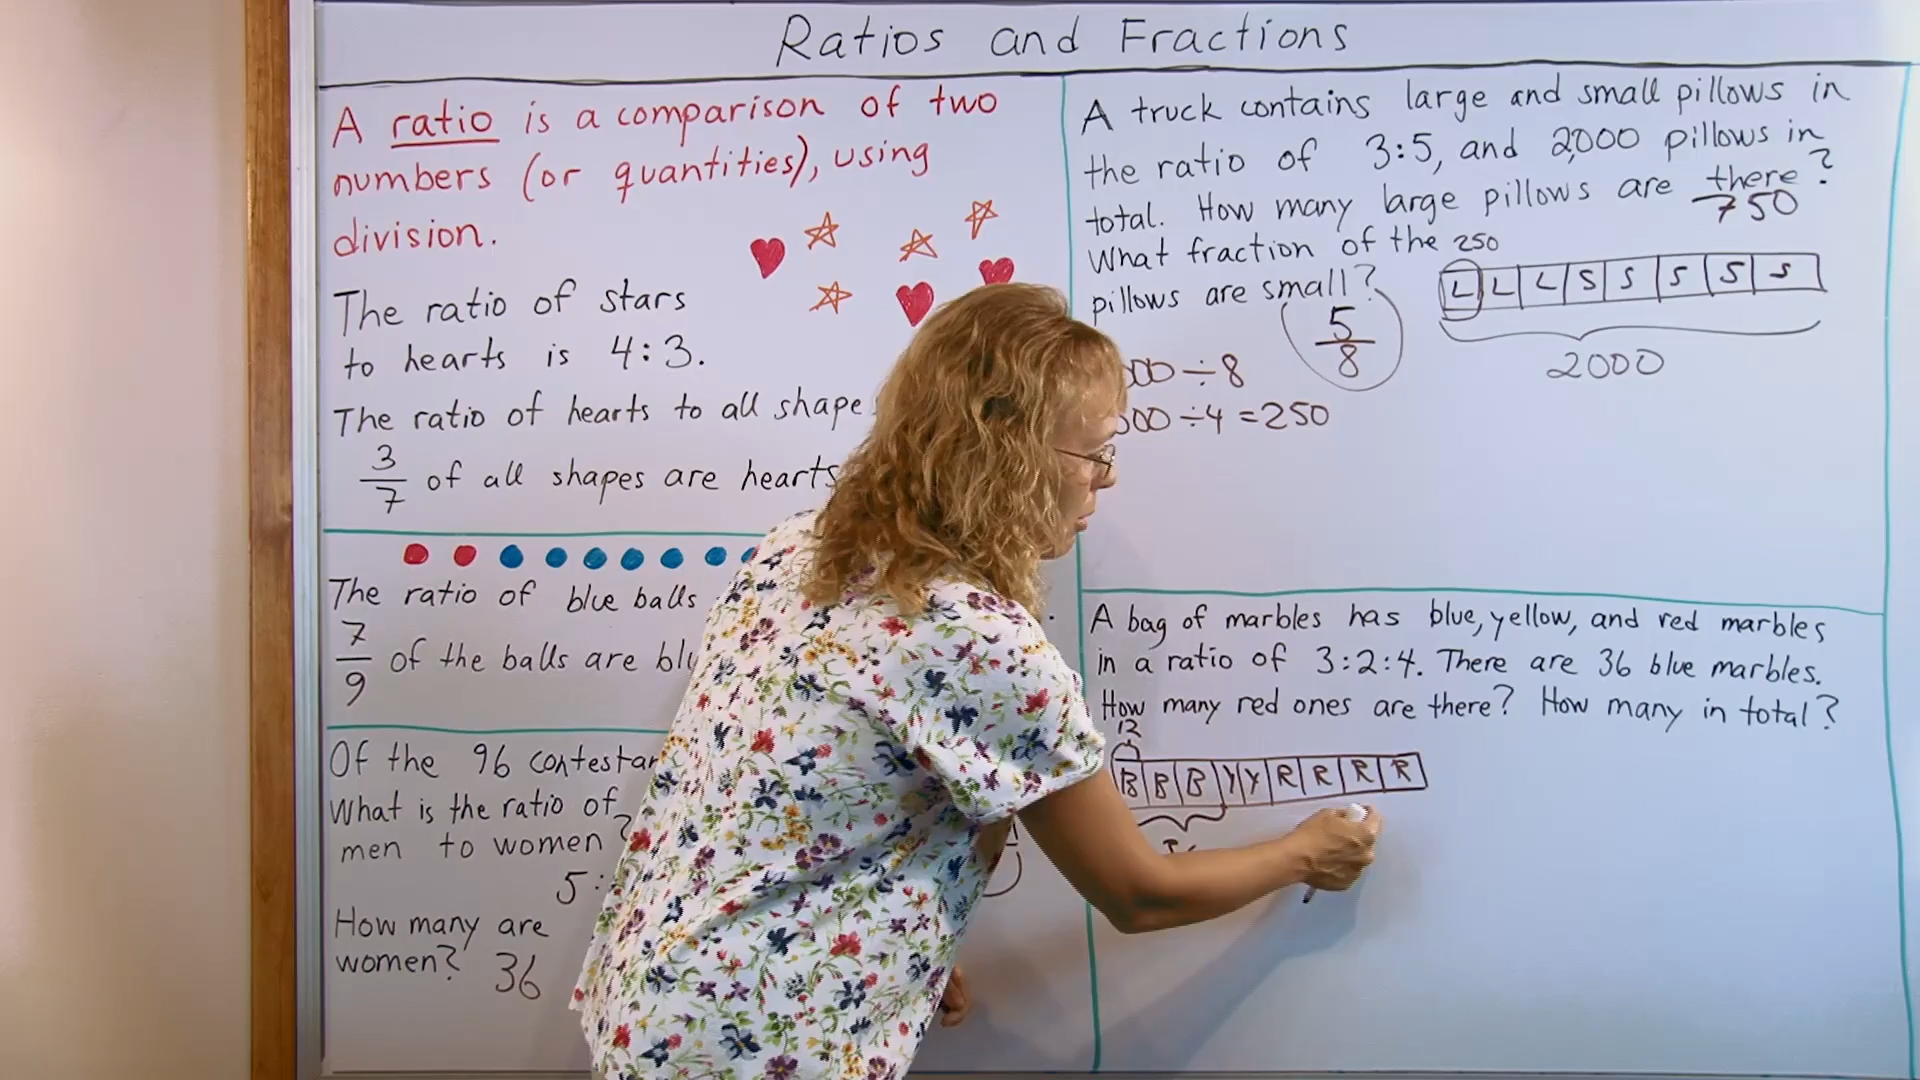 Ratios and Fractions
A ratio is a comparison of two
numbers (or quantities), using
division.
The ratio of stars
to hearts is 4:3.
The ratio of hearts to all shape
3/7 of all shapes are hearts
The ratio of blue balls
7/9 of the balls are
Of the 96
What is the ratio of
men to women?
5:
How many are
women? 36
A truck contains large and small pillows in
the ratio of 3:5, and 2,000 pillows in
total. How many large pillows are there?
750
What fraction of the
pillows are small?
5/8
250
L L L S S S S S
2000
÷8
÷4 = 250
A bag of marbles has blue, yellow, and red marbles
in a ratio of 3:2:4. There are 36 blue marbles.
How many red ones are there? How many in total?
12
B B B Y Y R R R R